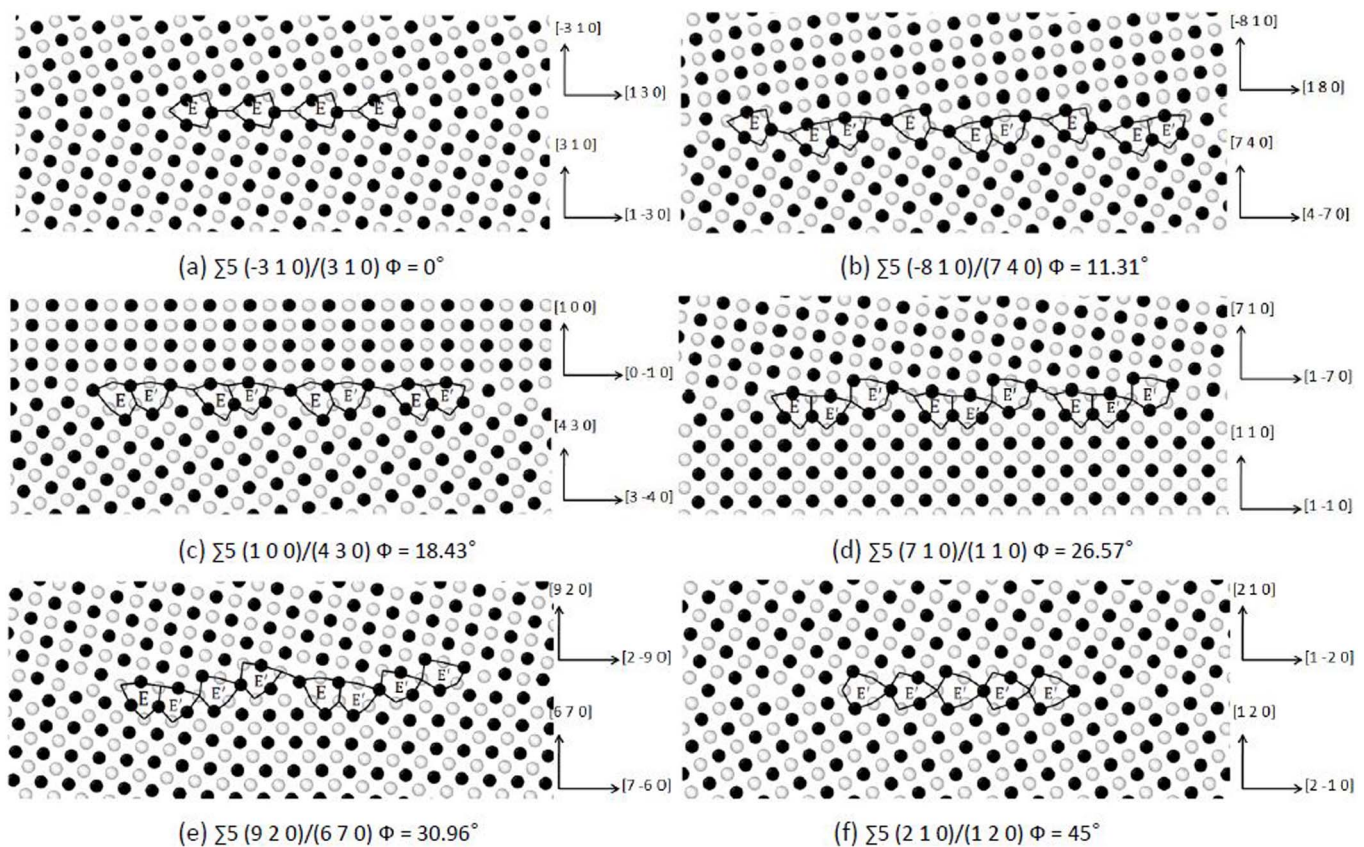 [-3 1 0]
E E E E
[1 3 0]
[3 1 0]
[1 -3 0]
(a) ∑5 (-3 1 0)/(3 1 0) Φ = 0°
[-8 1 0]
[1 8 0]
E E E' E E E' E E E'
[7 4 0]
[4 -7 0]
(b) ∑5 (-8 1 0)/(7 4 0) Φ = 11.31°
[1 0 0]
[0 -1 0]
E E' E E' E E' E E'
[4 3 0]
[3 -4 0]
(c) ∑5 (1 0 0)/(4 3 0) Φ = 18.43°
[7 1 0]
[1 -7 0]
E E' E' E E' E' E E' E'
[1 1 0]
[1 -1 0]
(d) ∑5 (7 1 0)/(1 1 0) Φ = 26.57°
[9 2 0]
[2 -9 0]
E E' E' E' E E' E' E'
[6 7 0]
[7 -6 0]
(e) ∑5 (9 2 0)/(6 7 0) Φ = 30.96°
[2 1 0]
[1 -2 0]
E' E' E' E' E'
[1 2 0]
[2 -1 0]
(f) ∑5 (2 1 0)/(1 2 0) Φ = 45°